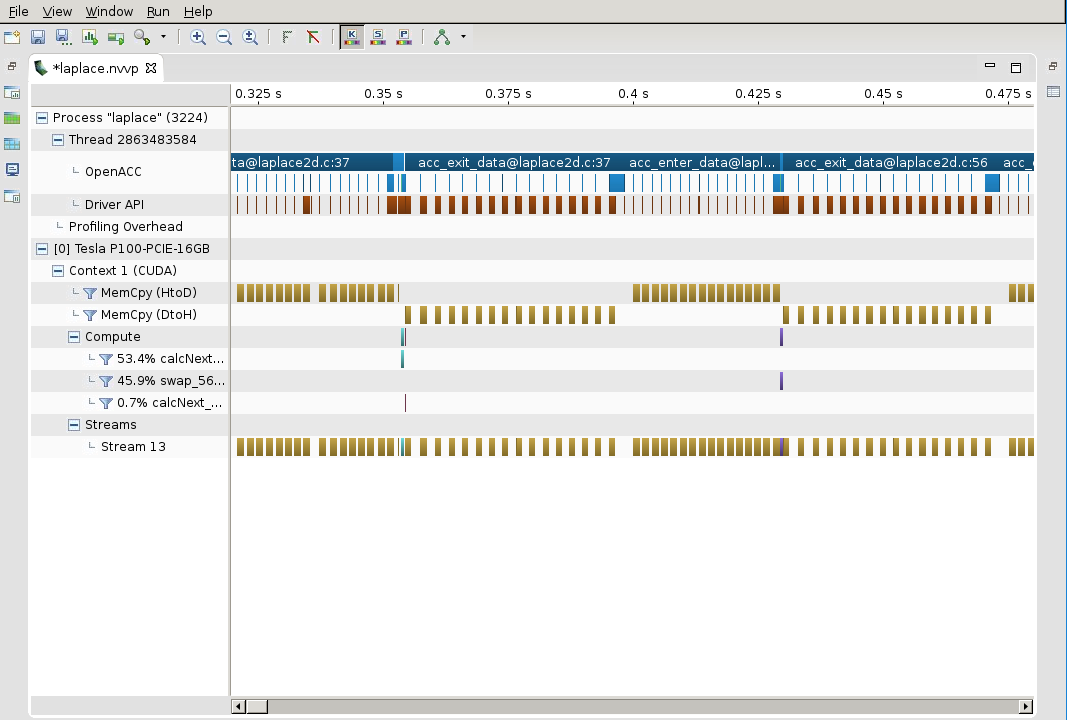 File View Window Run Help
K S P
*laplace.nvvp
0.325 s 0.35 s 0.375 s 0.4 s 0.425 s 0.45 s 0.475 s
Process "laplace" (3224)
Thread 2863483584
OpenACC
ta@laplace2d.c:37 acc_exit_data@laplace2d.c:37 acc_enter_data@lapl... acc_exit_data@laplace2d.c:56 acc_
Driver API
Profiling Overhead
[0] Tesla P100-PCIE-16GB
Context 1 (CUDA)
MemCpy (HtoD)
MemCpy (DtoH)
Compute
53.4% calcNext...
45.9% swap_56...
0.7% calcNext_...
Streams
Stream 13